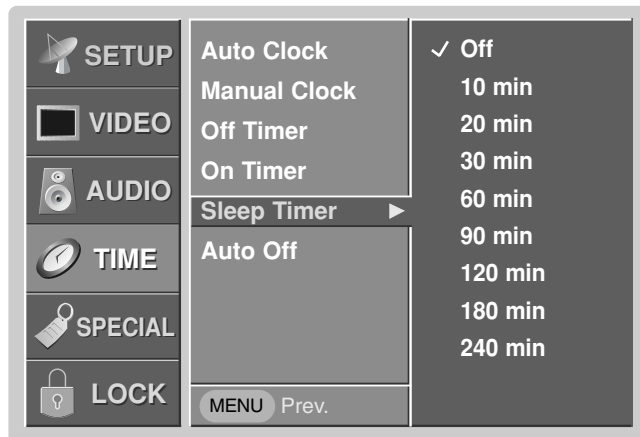 SETUP
VIDEO
AUDIO
TIME
SPECIAL
LOCK
Auto Clock
Manual Clock
Off Timer
On Timer
Sleep Timer ►
Auto Off
MENU Prev.
✓ Off
10 min
20 min
30 min
60 min
90 min
120 min
180 min
240 min